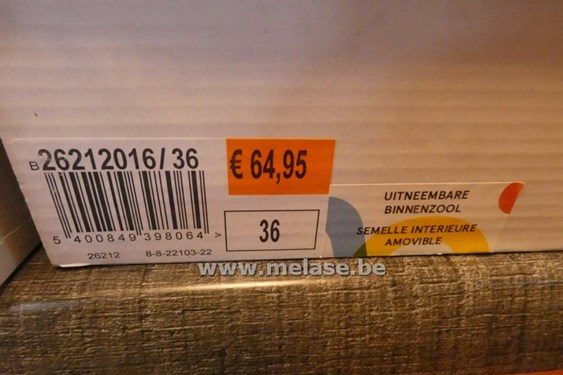 B 26212016/36
€ 64,95
5 400849 398064 >
36
26212 8-8-22103-22
UITNEEMBARE
BINNENZOOL
SEMELLE INTERIEURE
AMOVIBLE
www.melase.be